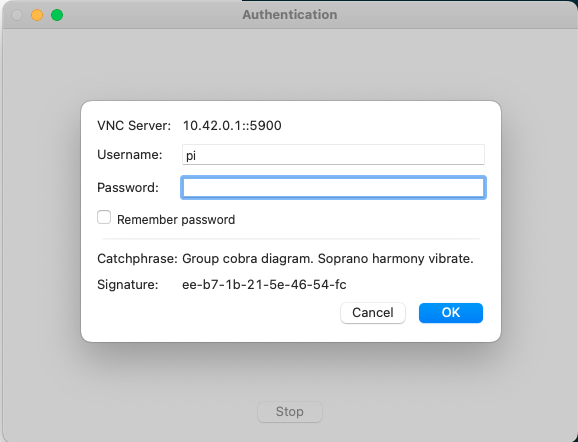 Authentication
VNC Server: 10.42.0.1::5900
Username: pi
Password:
Remember password
Catchphrase: Group cobra diagram. Soprano harmony vibrate.
Signature: ee-b7-1b-21-5e-46-54-fc
Cancel OK
Stop